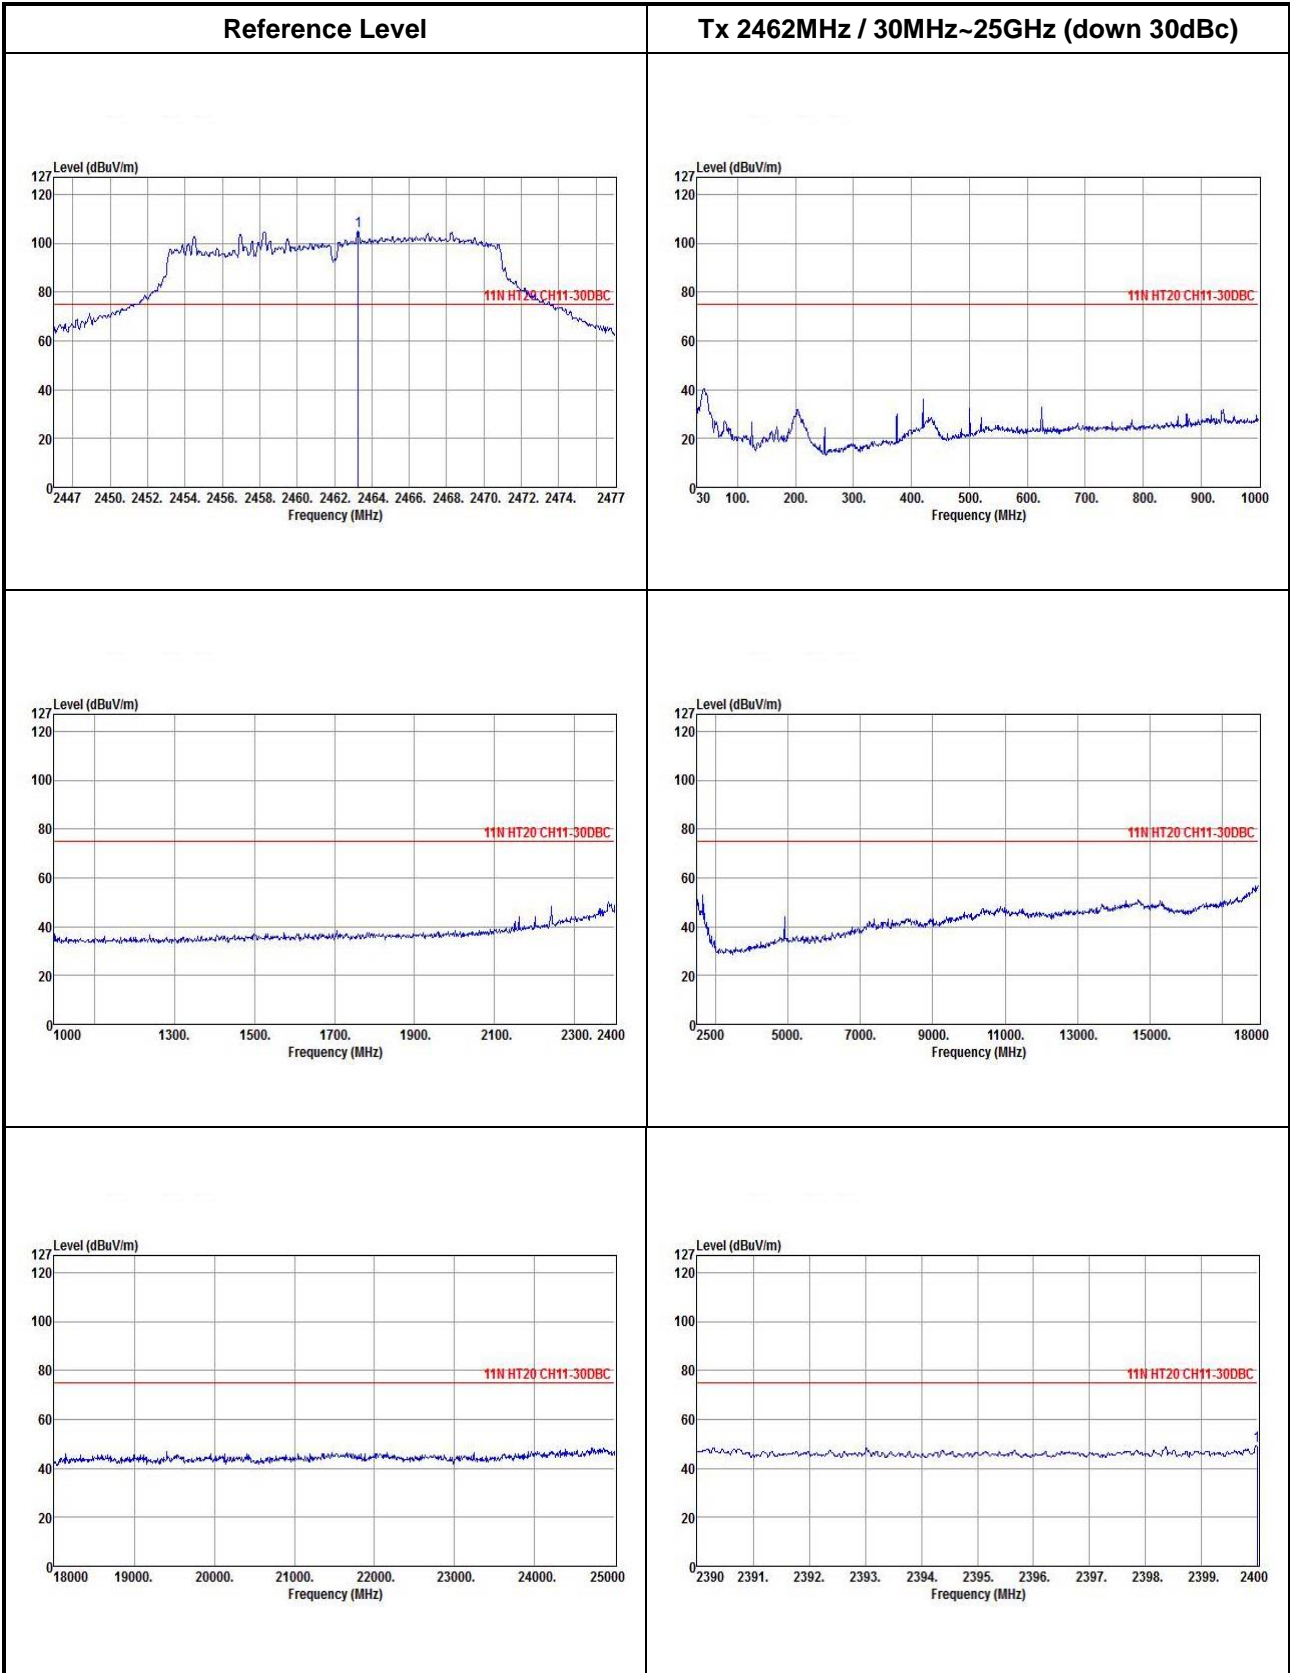 Reference Level
Tx 2462MHz / 30MHz~25GHz (down 30dBc)
Level (dBuV/m)
127
120
100
80
60
40
20
0
1
11N HT20 CH11-30DBC
2447 2450. 2452. 2454. 2456. 2458. 2460. 2462. 2464. 2466. 2468. 2470. 2472. 2474. 2477
Frequency (MHz)
Level (dBuV/m)
127
120
100
80
60
40
20
0
11N HT20 CH11-30DBC
30 100. 200. 300. 400. 500. 600. 700. 800. 900. 1000
Frequency (MHz)
Level (dBuV/m)
127
120
100
80
60
40
20
0
11N HT20 CH11-30DBC
1000 1300. 1500. 1700. 1900. 2100. 2300. 2400
Frequency (MHz)
Level (dBuV/m)
127
120
100
80
60
40
20
0
11N HT20 CH11-30DBC
2500 5000. 7000. 9000. 11000. 13000. 15000. 18000
Frequency (MHz)
Level (dBuV/m)
127
120
100
80
60
40
20
0
11N HT20 CH11-30DBC
18000 19000. 20000. 21000. 22000. 23000. 24000. 25000
Frequency (MHz)
Level (dBuV/m)
127
120
100
80
60
40
20
0
11N HT20 CH11-30DBC
1
2390 2391. 2392. 2393. 2394. 2395. 2396. 2397. 2398. 2399. 2400
Frequency (MHz)